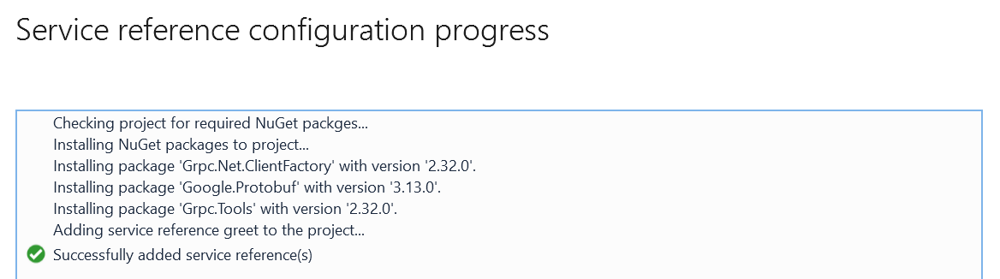 Service reference configuration progress
Checking project for required NuGet packges...
Installing NuGet packages to project...
Installing package 'Grpc.Net.ClientFactory' with version '2.32.0'.
Installing package 'Google.Protobuf' with version '3.13.0'.
Installing package 'Grpc.Tools' with version '2.32.0'.
Adding service reference greet to the project...
Successfully added service reference(s)